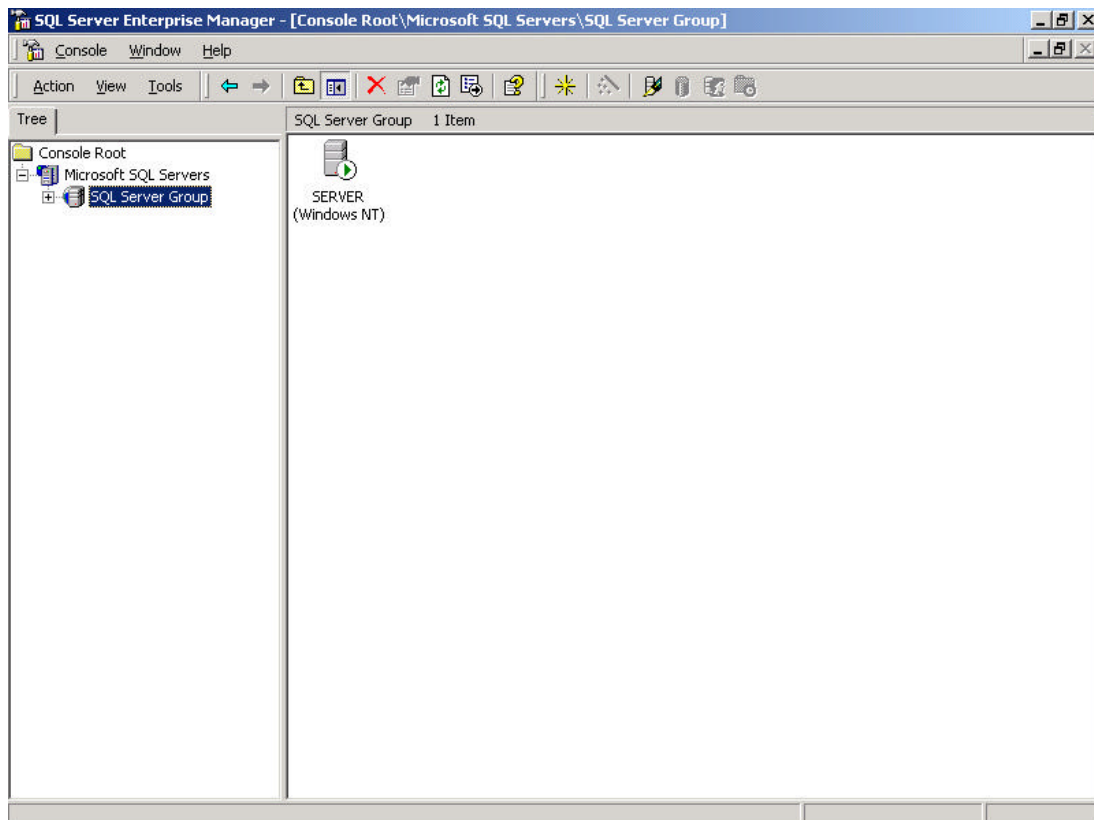 SQL Server Enterprise Manager - [Console Root\Microsoft SQL Servers\SQL Server Group]
Console Window Help
Action View Tools
Tree
SQL Server Group 1 Item
Console Root
Microsoft SQL Servers
SQL Server Group
SERVER
(Windows NT)